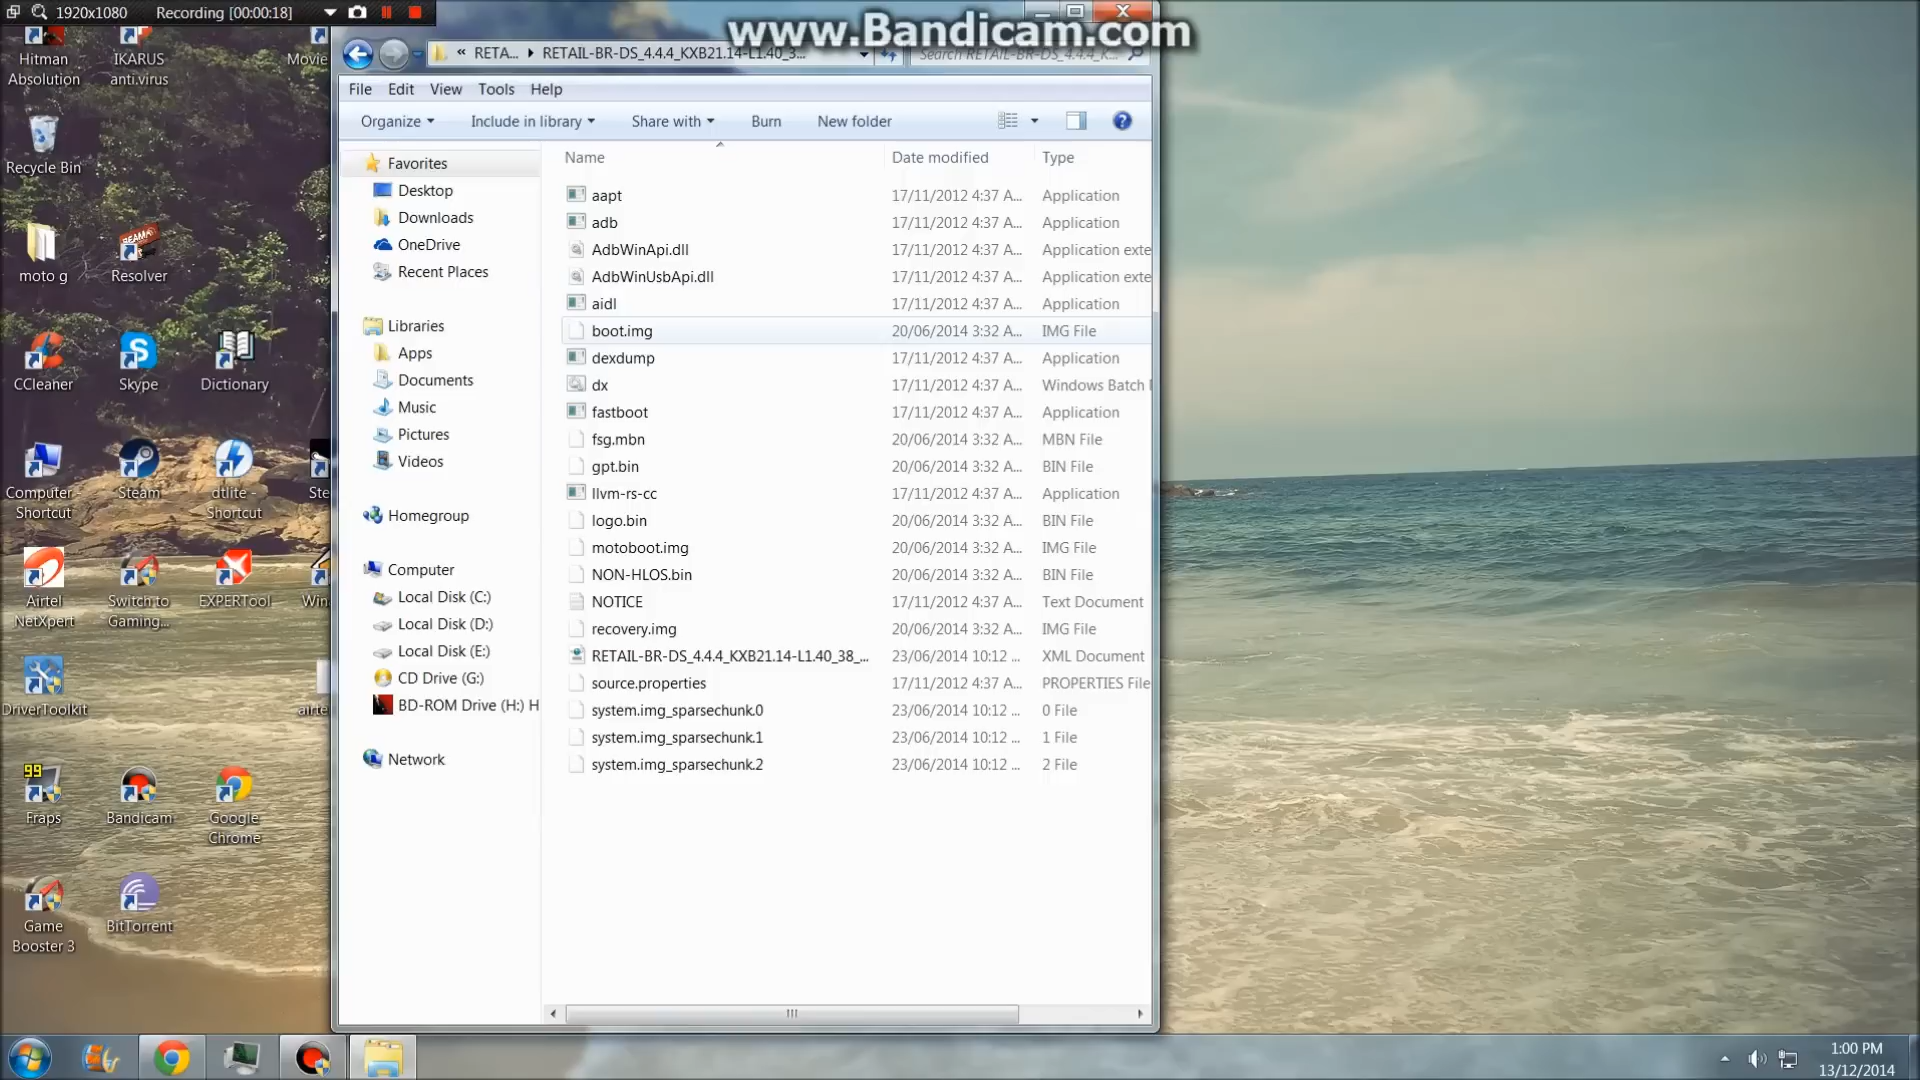 1920x1080 Recording [00:00:18]
www.Bandicam.com
Hitman
Absolution
IKARUS
anti.virus
Movie
Recycle Bin
moto g
Resolver
CCleaner
Skype
Dictionary
Computer -
Shortcut
Steam
dtlite -
Shortcut
Ste
Airtel
NetXpert
Switch to
Gaming...
EXPERTool
Win
DriverToolkit
airte
99
Fraps
Bandicam
Google
Chrome
Game
Booster 3
BitTorrent
« RETA... RETAIL-BR-DS_4.4.4_KXB21.14-L1.40_3...
Search RETAIL-BR-DS_4.4.4_K...
File Edit View Tools Help
Organize Include in library Share with Burn New folder
Favorites
Desktop
Downloads
OneDrive
Recent Places
Libraries
Apps
Documents
Music
Pictures
Videos
Homegroup
Computer
Local Disk (C:)
Local Disk (D:)
Local Disk (E:)
CD Drive (G:)
BD-ROM Drive (H:) H
Network
Name Date modified Type
aapt 17/11/2012 4:37 A... Application
adb 17/11/2012 4:37 A... Application
AdbWinApi.dll 17/11/2012 4:37 A... Application exte
AdbWinUsbApi.dll 17/11/2012 4:37 A... Application exte
aidl 17/11/2012 4:37 A... Application
boot.img 20/06/2014 3:32 A... IMG File
dexdump 17/11/2012 4:37 A... Application
dx 17/11/2012 4:37 A... Windows Batch
fastboot 17/11/2012 4:37 A... Application
fsg.mbn 20/06/2014 3:32 A... MBN File
gpt.bin 20/06/2014 3:32 A... BIN File
llvm-rs-cc 17/11/2012 4:37 A... Application
logo.bin 20/06/2014 3:32 A... BIN File
motoboot.img 20/06/2014 3:32 A... IMG File
NON-HLOS.bin 20/06/2014 3:32 A... BIN File
NOTICE 17/11/2012 4:37 A... Text Document
recovery.img 20/06/2014 3:32 A... IMG File
RETAIL-BR-DS_4.4.4_KXB21.14-L1.40_38_... 23/06/2014 10:12 ... XML Document
source.properties 17/11/2012 4:37 A... PROPERTIES File
system.img_sparsechunk.0 23/06/2014 10:12 ... 0 File
system.img_sparsechunk.1 23/06/2014 10:12 ... 1 File
system.img_sparsechunk.2 23/06/2014 10:12 ... 2 File
1:00 PM
13/12/2014